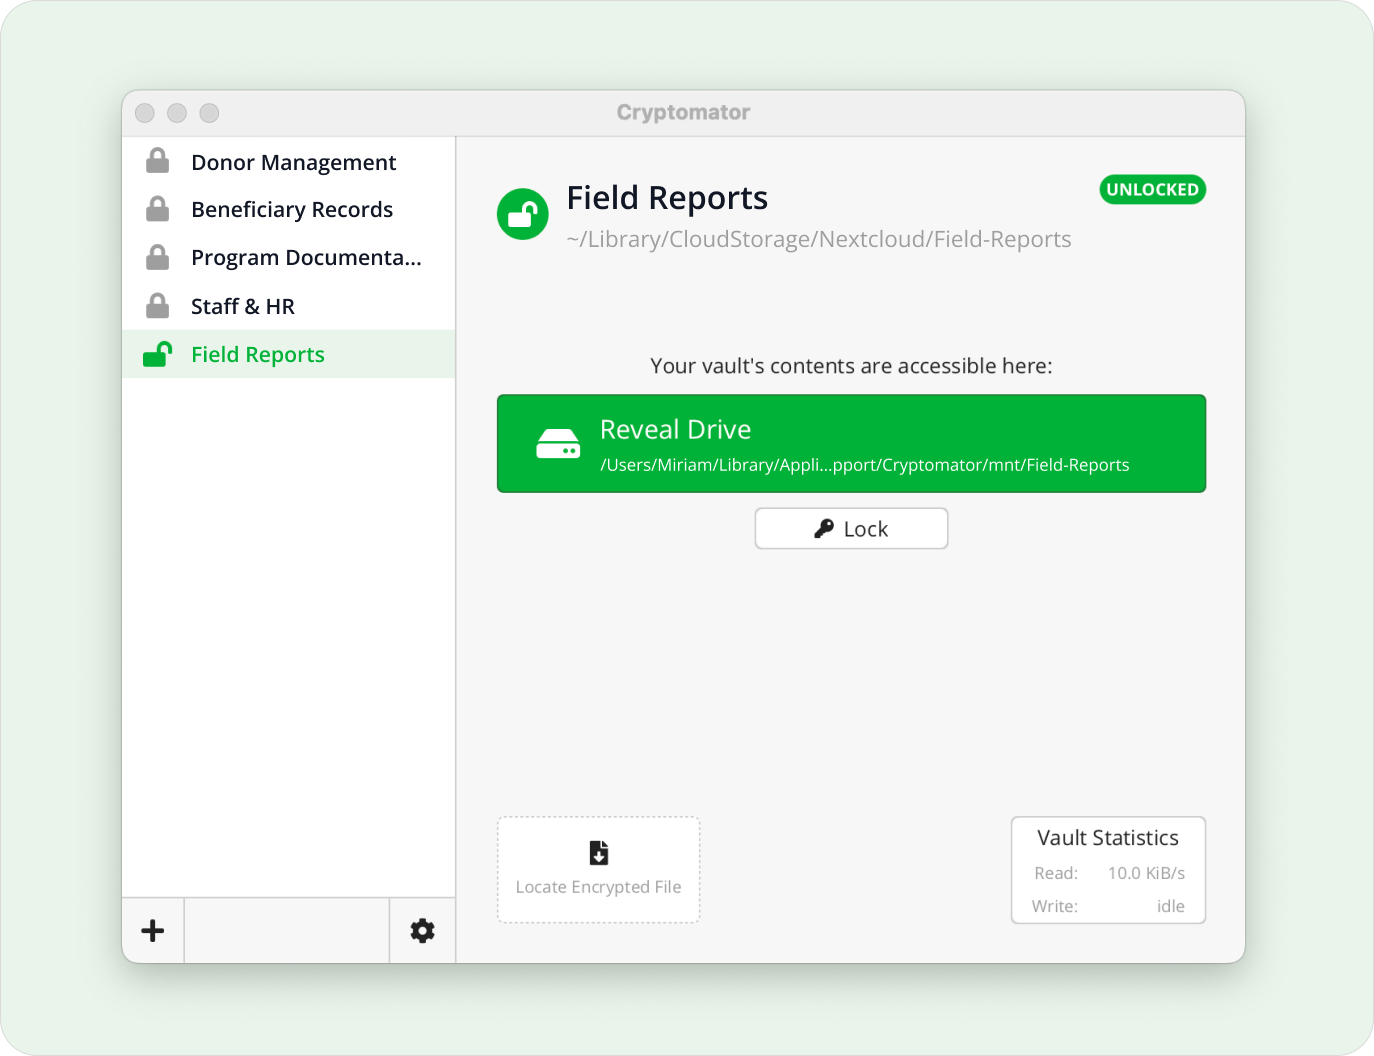 Cryptomator
Donor Management
Beneficiary Records
Program Documenta...
Staff & HR
Field Reports
Field Reports
UNLOCKED
~/Library/CloudStorage/Nextcloud/Field-Reports
Your vault's contents are accessible here:
Reveal Drive
/Users/Miriam/Library/Appli...pport/Cryptomator/mnt/Field-Reports
Lock
Locate Encrypted File
Vault Statistics
Read: 10.0 KiB/s
Write: idle